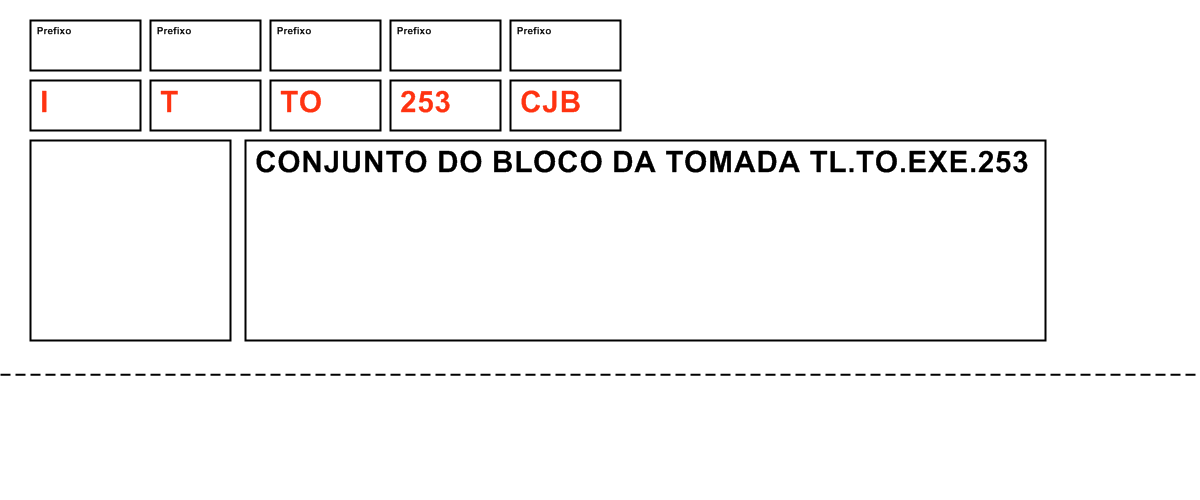 Prefixo Prefixo Prefixo Prefixo Prefixo
I T TO 253 CJB
CONJUNTO DO BLOCO DA TOMADA TL.TO.EXE.253